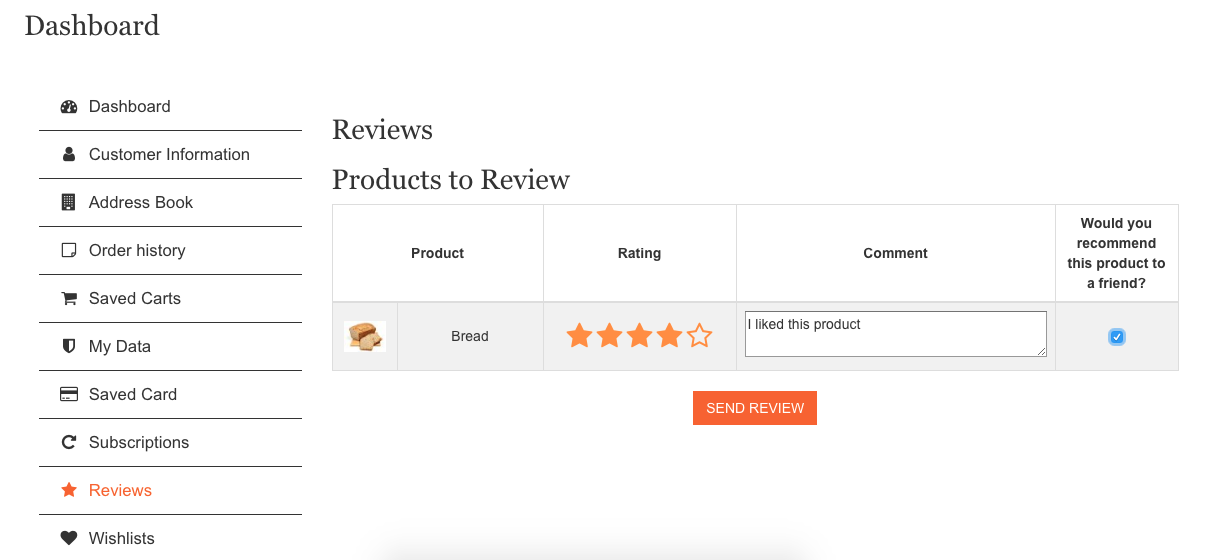 Dashboard
Dashboard
Customer Information
Address Book
Order history
Saved Carts
My Data
Saved Card
Subscriptions
Reviews
Wishlists
Reviews
Products to Review
Product
Rating
Comment
Would you
recommend
this product to
a friend?
Bread
I liked this product
SEND REVIEW